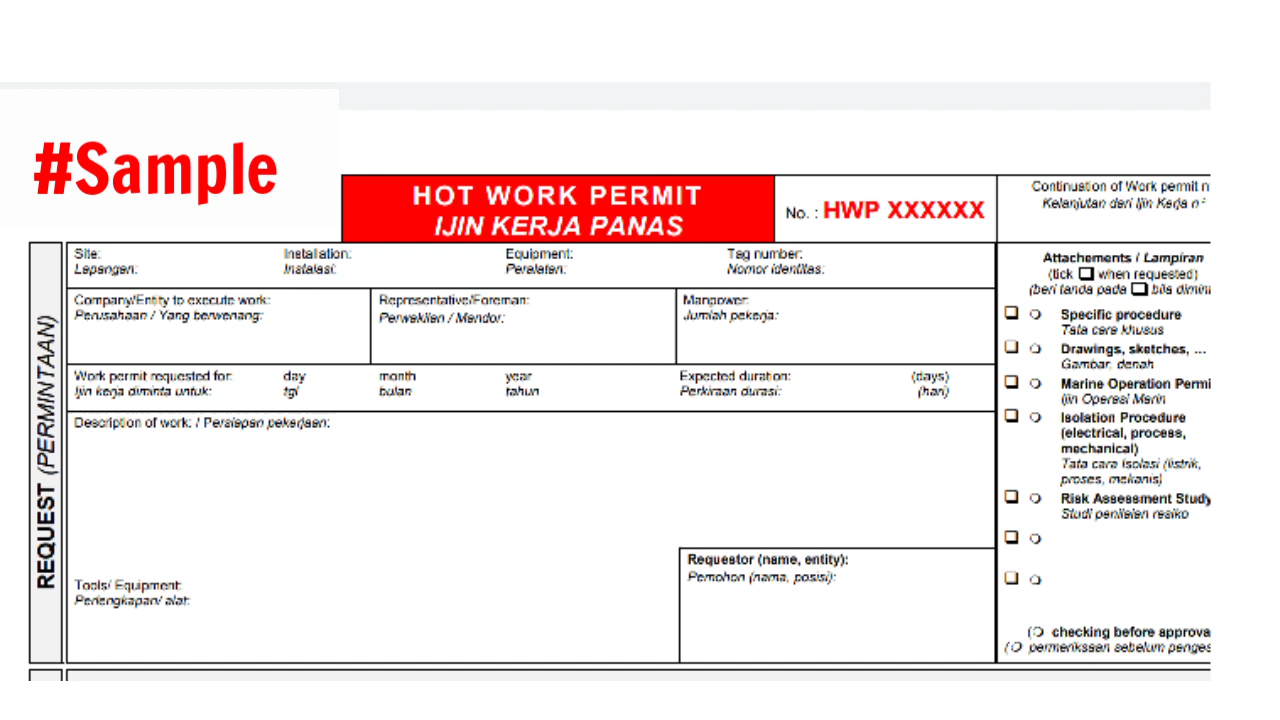 #Sample
HOT WORK PERMIT
IJIN KERJA PANAS
No. : HWP XXXXXX
Continuation of Work permit n
Kelanjutan dari Ijin Kerja n°
Site: Installation: Equipment: Tag number:
Lapangan: Instalasi: Peralatan: Nomor identitas:
Company/Entity to execute work: Representative/Foreman: Manpower:
Perusahaan / Yang berwenang: Perwakilan / Mandor: Jumlah pekerja:
Work permit requested for: day month year Expected duration: (days)
Ijin kerja diminta untuk: tgl bulan tahun Perkiraan durasi: (hari)
Description of work: / Persiapan pekerjaan:
Requestor (name, entity):
Pemohon (nama, posisi):
Tools/ Equipment:
Perlengkapan/ alat:
REQUEST (PERMINTAAN)
Attachements / Lampiran
(tick when requested)
(beri tanda pada bila dimint
Specific procedure
Tata cara khusus
Drawings, sketches, ...
Gambar, denah
Marine Operation Permi
Ijin Operasi Marin
Isolation Procedure
(electrical, process,
mechanical)
Tata cara Isolasi (listrik,
proses, mekanis)
Risk Assessment Study
Studi penilaian resiko
( checking before approva
( permeriksaan sebelum penges